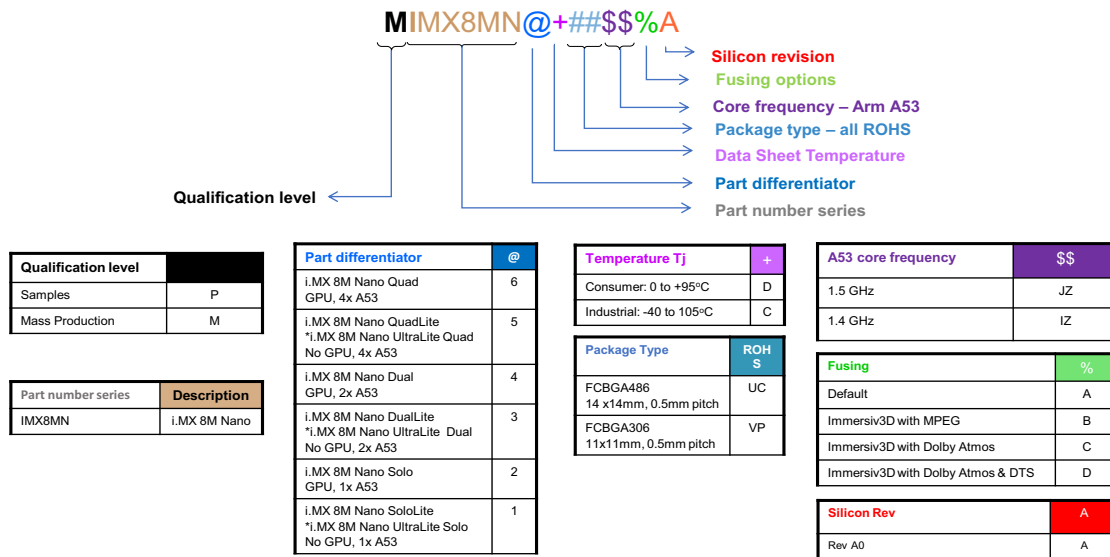 MIMX8MN@+##$$%A
Silicon revision
Fusing options
Core frequency – Arm A53
Package type – all ROHS
Data Sheet Temperature
Part differentiator
Qualification level
Part number series
Qualification level
Samples P
Mass Production M
Part number series Description
IMX8MN i.MX 8M Nano
Part differentiator @
i.MX 8M Nano Quad 6
GPU, 4x A53
i.MX 8M Nano QuadLite 5
*i.MX 8M Nano UltraLite Quad
No GPU, 4x A53
i.MX 8M Nano Dual 4
GPU, 2x A53
i.MX 8M Nano DualLite 3
*i.MX 8M Nano UltraLite Dual
No GPU, 2x A53
i.MX 8M Nano Solo 2
GPU, 1x A53
i.MX 8M Nano SoloLite 1
*i.MX 8M Nano UltraLite Solo
No GPU, 1x A53
Temperature Tj +
Consumer: 0 to +95°C D
Industrial: -40 to 105°C C
Package Type ROH
S
FCBGA486 UC
14 x14mm, 0.5mm pitch
FCBGA306 VP
11x11mm, 0.5mm pitch
A53 core frequency $$
1.5 GHz JZ
1.4 GHz IZ
Fusing %
Default A
Immersiv3D with MPEG B
Immersiv3D with Dolby Atmos C
Immersiv3D with Dolby Atmos & DTS D
Silicon Rev A
Rev A0 A